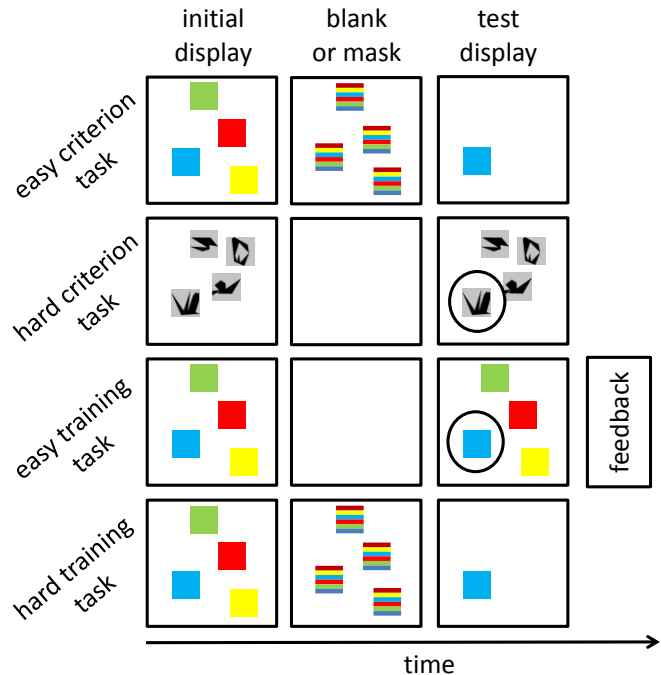 initial
display
blank
or mask
test
display
easy criterion
task
hard criterion
task
easy training
task
feedback
hard training
task
time